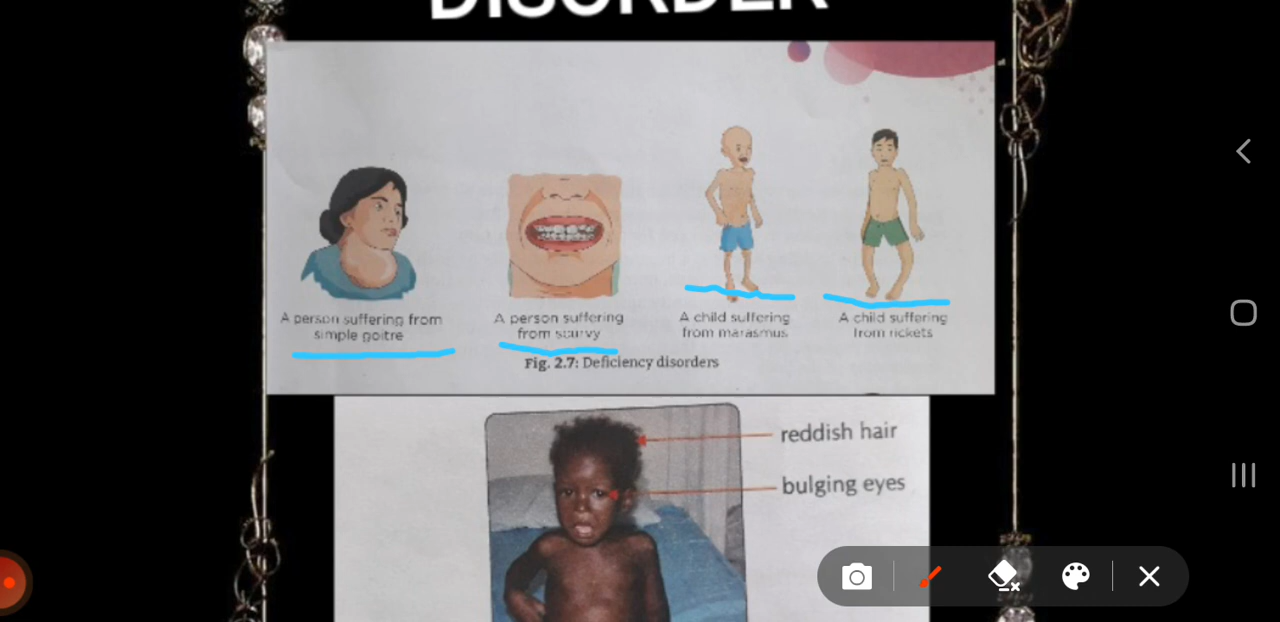 DISORDER
A person suffering from
simple goitre
A person suffering
from scurvy
A child suffering
from marasmus
A child suffering
from rickets
Fig. 2.7: Deficiency disorders
reddish hair
bulging eyes